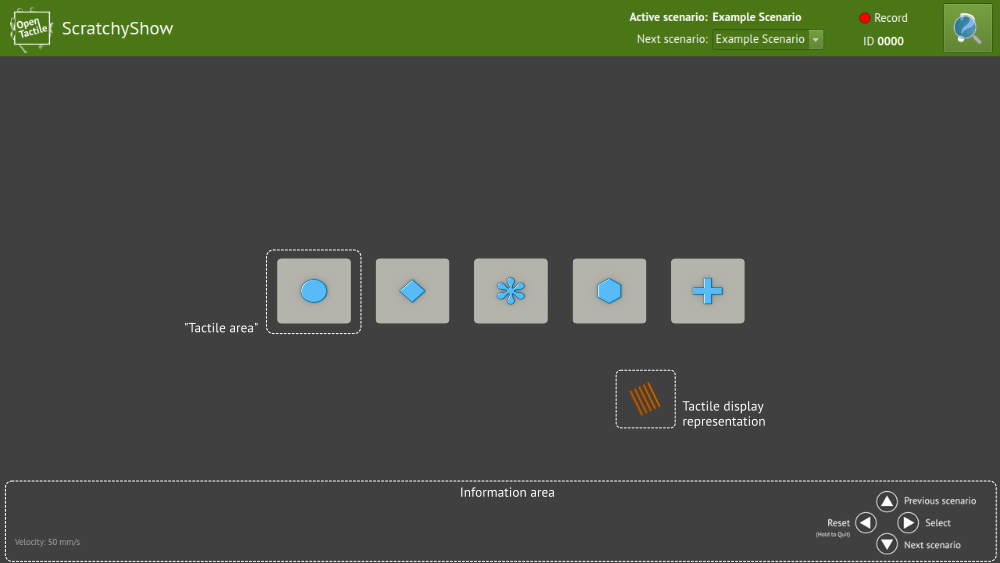 Open
Tactile
ScratchyShow
Active scenario: Example Scenario
Next scenario: Example Scenario
Record
ID 0000
"Tactile area"
Tactile display
representation
Information area
Previous scenario
Reset
(Hold to Quit)
Select
Next scenario
Velocity: 50 mm/s